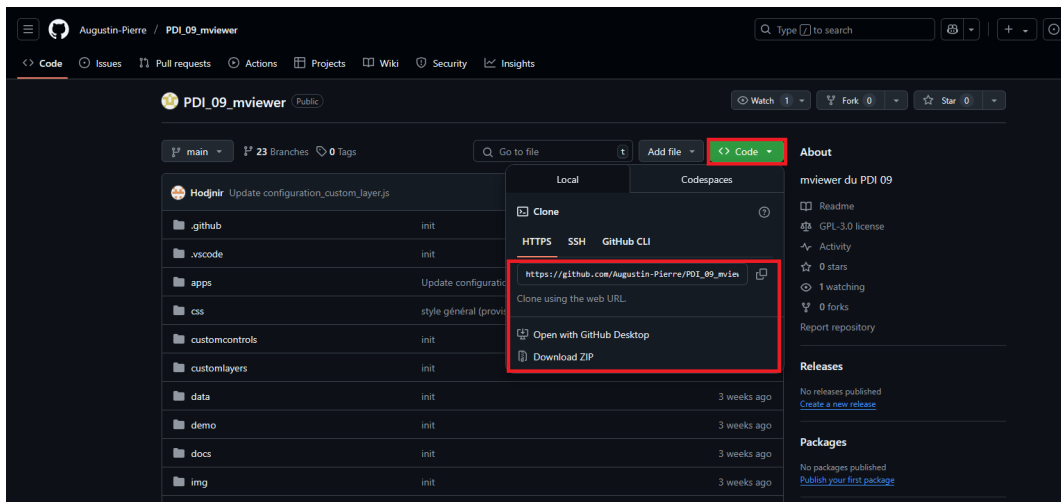 Augustin-Pierre / PDI_09_mviewer
Type / to search
Code Issues Pull requests Actions Projects Wiki Security Insights
PDI_09_mviewer Public
Watch 1 Fork 0 Star 0
main 23 Branches 0 Tags
Go to file t Add file Code
Hodjnir Update configuration_custom_layer.js
.github init
.vscode init
apps Update configuratio
css style général (provis
customcontrols init
customlayers init
data init 3 weeks ago
demo init 3 weeks ago
docs init 3 weeks ago
img init 3 weeks ago
Local Codespaces
Clone
HTTPS SSH GitHub CLI
https://github.com/Augustin-Pierre/PDI_09_mview
Clone using the web URL.
Open with GitHub Desktop
Download ZIP
About
mviewer du PDI 09
Readme
GPL-3.0 license
Activity
0 stars
1 watching
0 forks
Report repository
Releases
No releases published
Create a new release
Packages
No packages published
Publish your first package